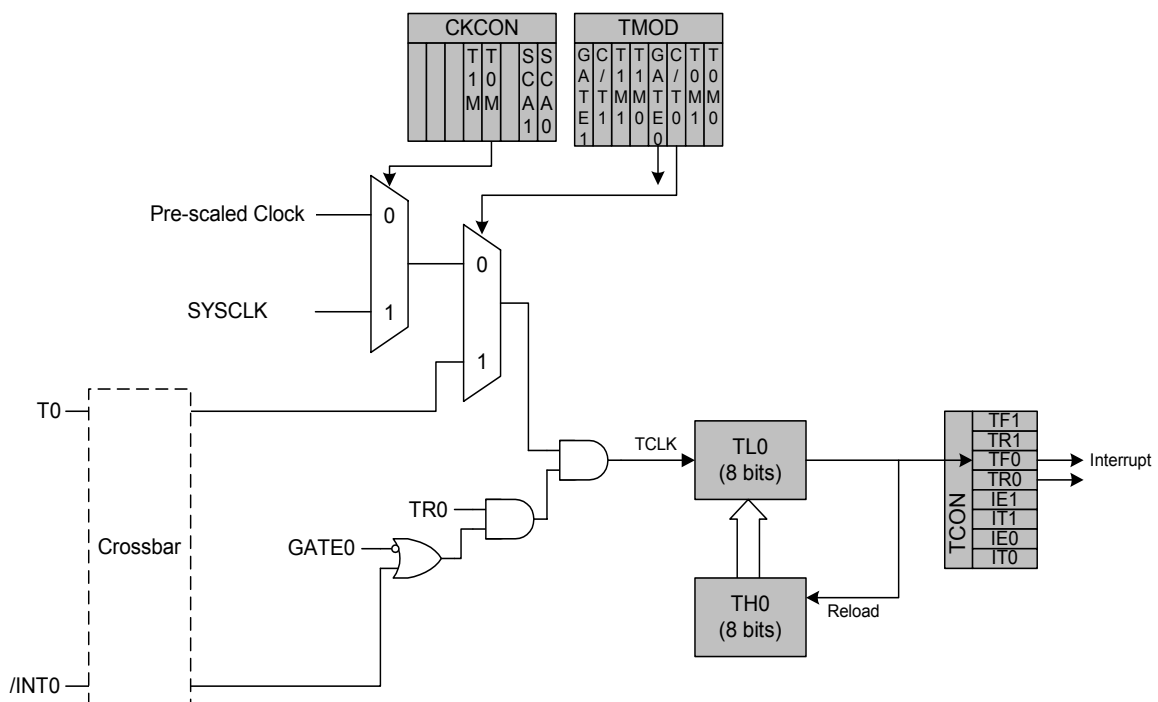 CKCON
TMOD
T1M
T0M
SCA1
SCA0
GATE1
C/T1
T1M1
T1M0
GATE0
C/T0
T0M1
T0M0
Pre-scaled Clock
0
1
SYSCLK
0
1
T0
Crossbar
/INT0
TR0
GATE0
TCLK
TL0
(8 bits)
TH0
(8 bits)
Reload
TCON
TF1
TR1
TF0
TR0
IE1
IT1
IE0
IT0
Interrupt